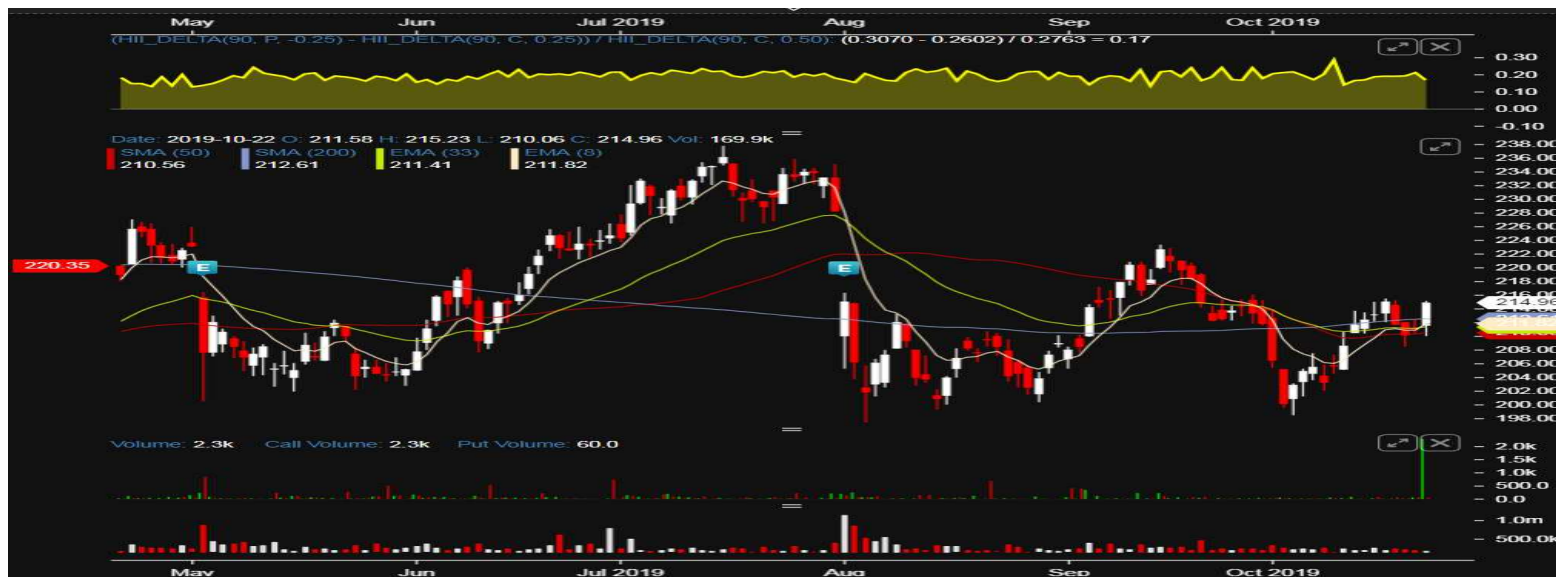 May Jun Jul 2019 Aug Sep Oct 2019
(HII_DELTA(90, P, -0.25) - HII_DELTA(90, C, 0.25)) / HII_DELTA(90, C, 0.50): (0.3070 - 0.2602) / 0.2763 = 0.17
0.30
0.20
0.10
0.00
-0.10
Date: 2019-10-22 O: 211.58 H: 215.23 L: 210.06 C: 214.96 Vol: 169.9k
SMA (50) SMA (200) EMA (33) EMA (8)
210.56 212.61 211.41 211.82
238.00
236.00
234.00
232.00
230.00
228.00
226.00
224.00
222.00
220.00
218.00
216.00
214.96
208.00
206.00
204.00
202.00
200.00
198.00
220.35
E E
Volume: 2.3k Call Volume: 2.3k Put Volume: 60.0
2.0k
1.5k
1.0k
500.0
0.0
1.0m
500.0k
May Jun Jul 2019 Aug Sep Oct 2019